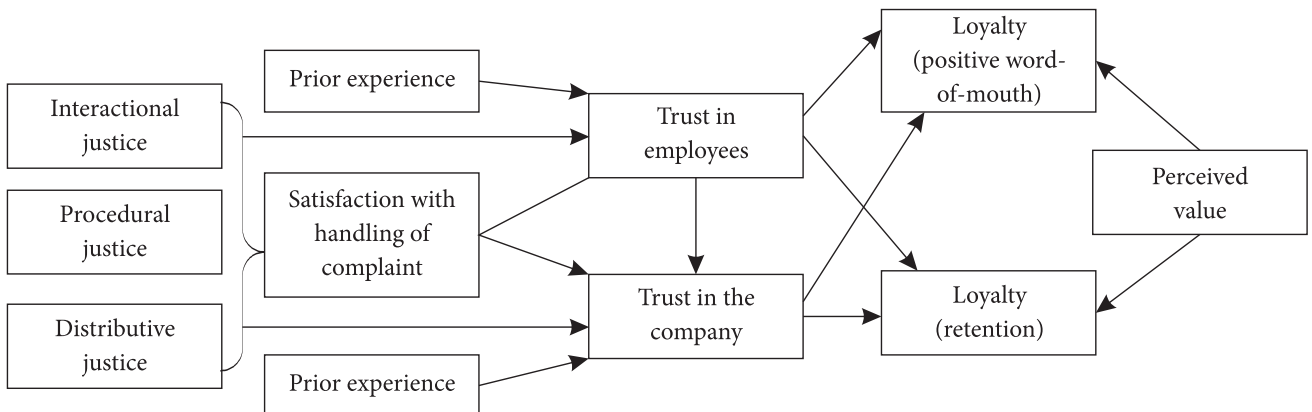 Interactional
justice
Procedural
justice
Distributive
justice
Prior experience
Satisfaction with
handling of
complaint
Prior experience
Trust in
employees
Trust in the
company
Loyalty
(positive word-
of-mouth)
Loyalty
(retention)
Perceived
value